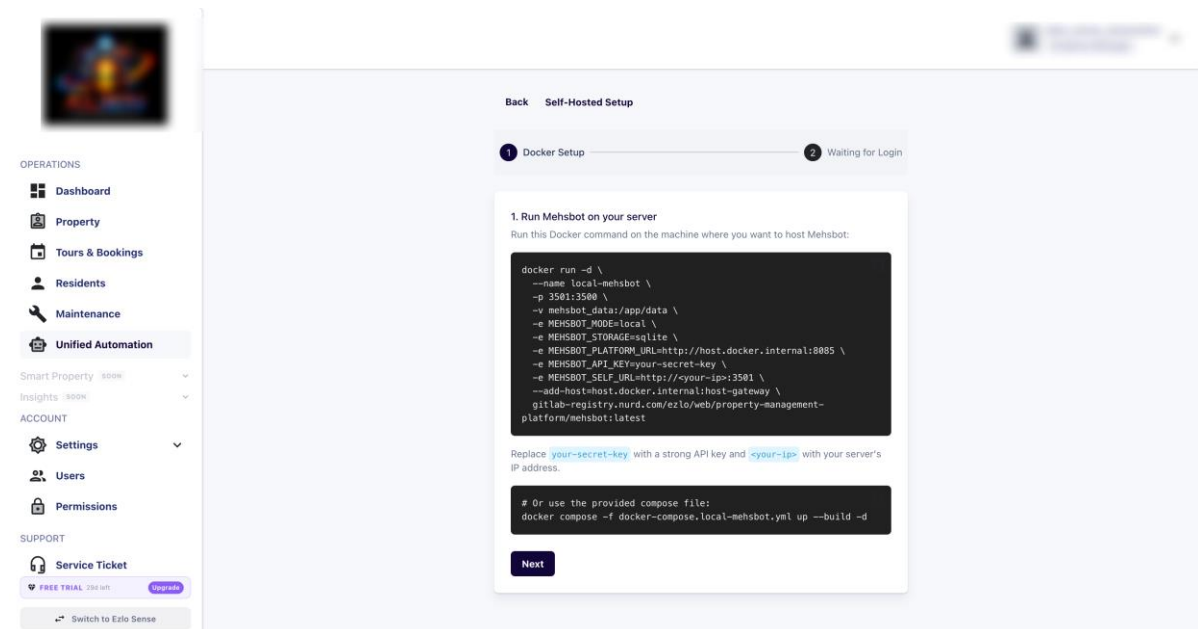 Back Self-Hosted Setup
1 Docker Setup 2 Waiting for Login
OPERATIONS
Dashboard
Property
Tours & Bookings
Residents
Maintenance
Unified Automation
Smart Property SOON
Insights SOON
ACCOUNT
Settings
Users
Permissions
SUPPORT
Service Ticket
FREE TRIAL 29d left Upgrade
Switch to Ezlo Sense
1. Run Mehsbot on your server
Run this Docker command on the machine where you want to host Mehsbot:
docker run -d \
--name local-mehsbot \
-p 3501:3500 \
-v mehsbot_data:/app/data \
-e MEHSBOT_MODE=local \
-e MEHSBOT_STORAGE=sqlite \
-e MEHSBOT_PLATFORM_URL=http://host.docker.internal:8085 \
-e MEHSBOT_API_KEY=your-secret-key \
-e MEHSBOT_SELF_URL=http://<your-ip>:3501 \
--add-host=host.docker.internal:host-gateway \
gitlab-registry.nurd.com/ezlo/web/property-management-
platform/mehsbot:latest
Replace your-secret-key with a strong API key and <your-ip> with your server's
IP address.
# Or use the provided compose file:
docker compose -f docker-compose.local-mehsbot.yml up --build -d
Next